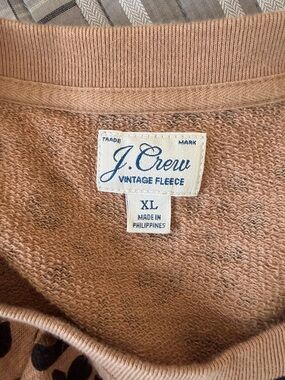 TRADE MARK
J.Crew
VINTAGE FLEECE
XL
MADE IN
PHILIPPINES